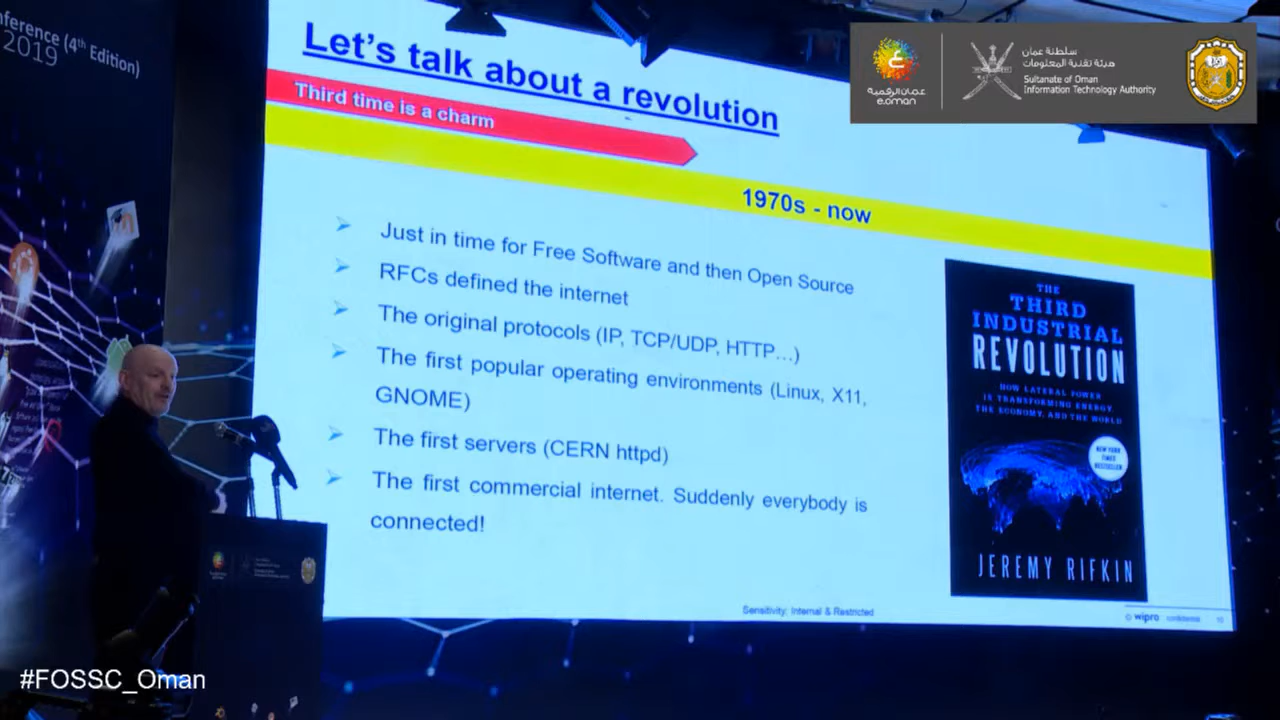 nference (4th Edition)
2019
Let's talk about a revolution
Third time is a charm
1970s - now
Just in time for Free Software and then Open Source
RFCs defined the internet
The original protocols (IP, TCP/UDP, HTTP…)
The first popular operating environments (Linux, X11,
GNOME)
The first servers (CERN httpd)
The first commercial internet. Suddenly everybody is
connected!
THE
THIRD
INDUSTRIAL
REVOLUTION
HOW LATERAL POWER
IS TRANSFORMING ENERGY,
THE ECONOMY, AND THE WORLD
NEW YORK
TIMES
BESTSELLER
JEREMY RIFKIN
Sensitivity: Internal & Restricted
© wipro confidential 10
عمان الرقمية
e.oman
سلطنة عمان
هيئة تقنية المعلومات
Sultanate of Oman
Information Technology Authority
#FOSSC_Oman